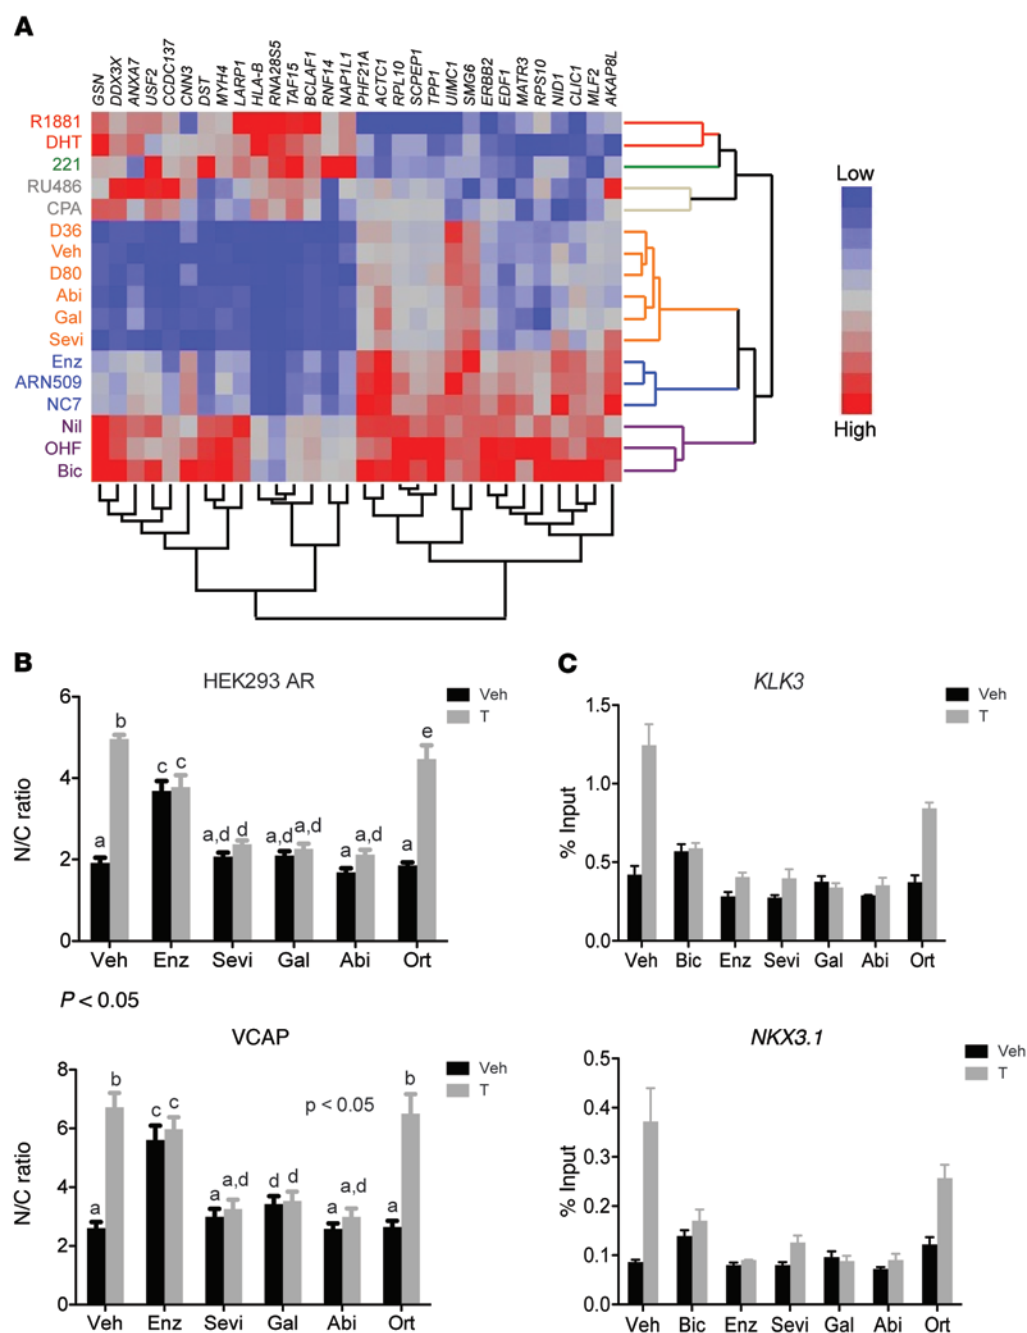 A
GSN DDX3X ANXA7 USF2 CCDC137 CNN3 DST MYH4 LARP1 HLA-B RNA28S5 TAF15 BCLAF1 RNF14 NAP1L1 PHF21A ACTC1 RPL10 SCPEP1 TPP1 UIMC1 SMG6 ERBB2 EDF1 MATR3 RPS10 NID1 CLIC1 MLF2 AKAP8L
R1881
DHT
221
RU486
CPA
D36
Veh
D80
Abi
Gal
Sevi
Enz
ARN509
NC7
Nil
OHF
Bic
Low
High
B
HEK293 AR
Veh
T
N/C ratio
6
4
2
0
a b c c a,d d a,d a,d a a,d a e
Veh Enz Sevi Gal Abi Ort
P < 0.05
VCAP
Veh
T
p < 0.05
N/C ratio
8
6
4
2
0
a b c c a a,d d d a a,d a b
Veh Enz Sevi Gal Abi Ort
C
KLK3
Veh
T
% Input
1.5
1.0
0.5
0.0
Veh Bic Enz Sevi Gal Abi Ort
NKX3.1
Veh
T
% Input
0.5
0.4
0.3
0.2
0.1
0.0
Veh Bic Enz Sevi Gal Abi Ort